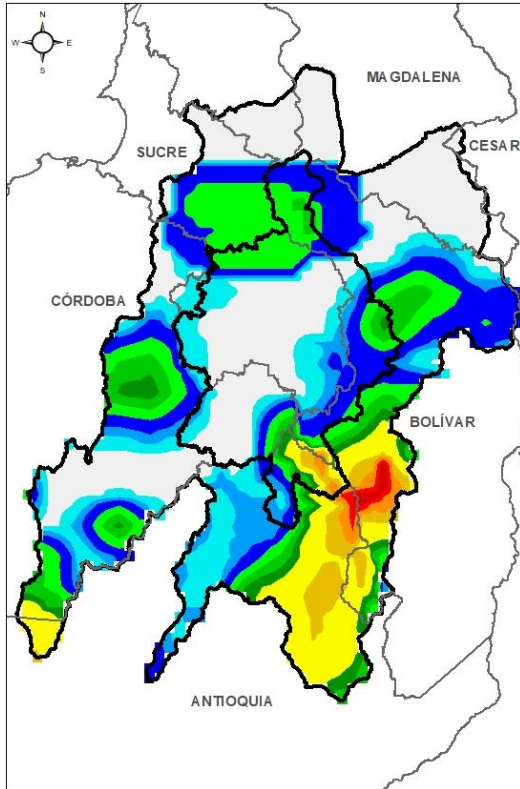 N
W E
S
MAGDALENA
CESAR
SUCRE
CÓRDOBA
BOLÍVAR
ANTIOQUIA